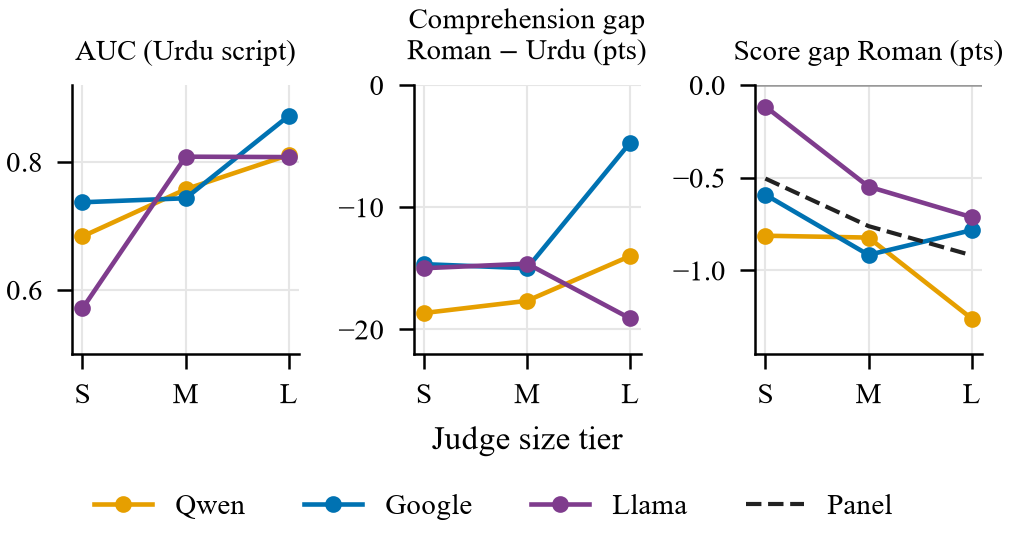 AUC (Urdu script)
0.8
0.6
S M L
Comprehension gap
Roman − Urdu (pts)
0
−10
−20
S M L
Score gap Roman (pts)
0.0
−0.5
−1.0
S M L
Judge size tier
Qwen Google Llama Panel